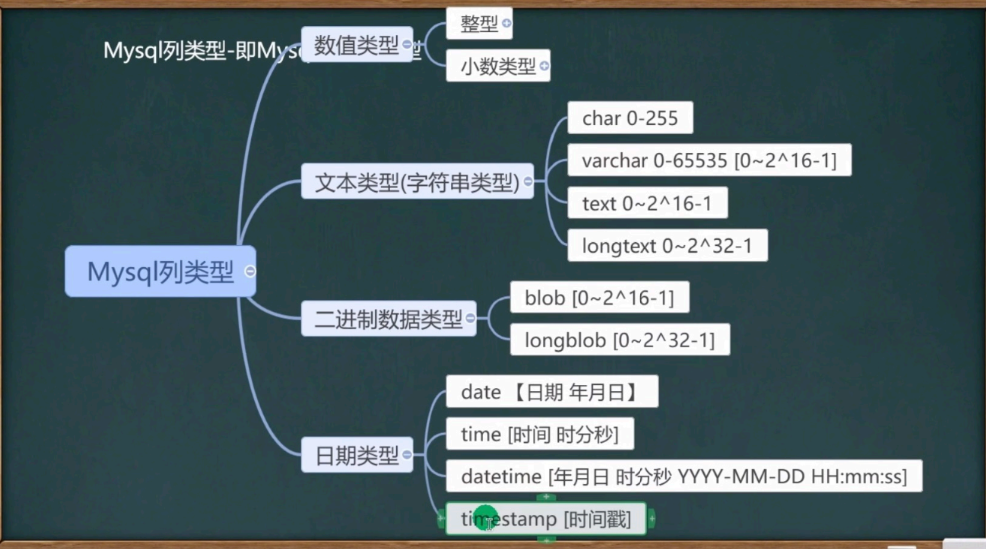 Mysql列类型-即Mys
型
数值类型
整型
小数类型
文本类型(字符串类型)
char 0-255
varchar 0-65535 [0~2^16-1]
text 0~2^16-1
longtext 0~2^32-1
Mysql列类型
二进制数据类型
blob [0~2^16-1]
longblob [0~2^32-1]
日期类型
date 【日期 年月日】
time [时间 时分秒]
datetime [年月日 时分秒 YYYY-MM-DD HH:mm:ss]
timestamp [时间戳]